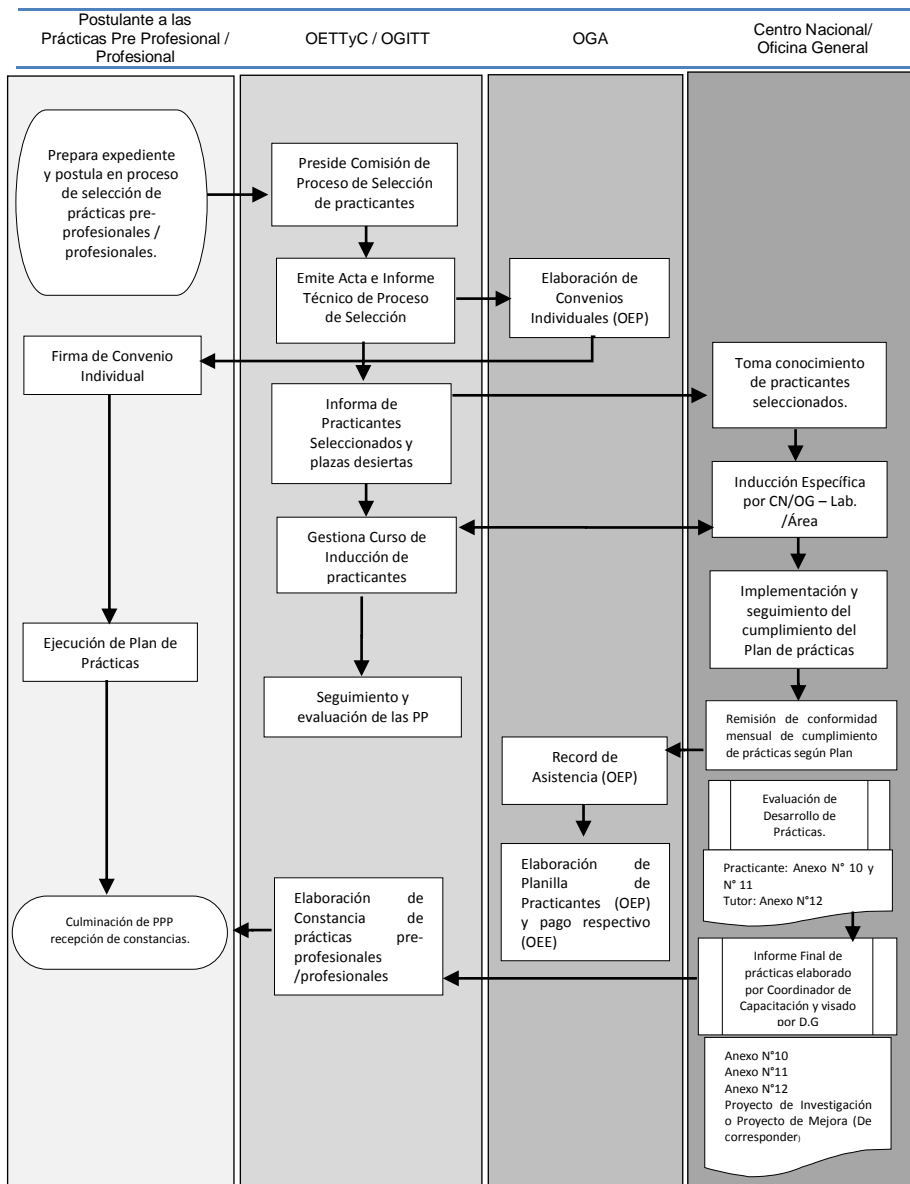 Postulante a las
Prácticas Pre Profesional /
Profesional
OETTyC / OGITT
OGA
Centro Nacional/
Oficina General
Prepara expediente
y postula en proceso
de selección de
prácticas pre-
profesionales /
profesionales.
Preside Comisión de
Proceso de Selección
de practicantes
Emite Acta e Informe
Técnico de Proceso
de Selección
Elaboración de
Convenios
Individuales (OEP)
Firma de Convenio
Individual
Informa de
Practicantes
Seleccionados y
plazas desiertas
Toma conocimiento
de practicantes
seleccionados.
Gestiona Curso de
Inducción de
practicantes
Inducción Específica
por CN/OG – Lab.
/Área
Implementación y
seguimiento del
cumplimiento del
Plan de prácticas
Ejecución de Plan de
Prácticas
Seguimiento y
evaluación de las PP
Remisión de conformidad
mensual de cumplimiento
de prácticas según Plan
Record de
Asistencia (OEP)
Evaluación de
Desarrollo de
Prácticas.
Practicante: Anexo N° 10 y
N° 11
Tutor: Anexo N°12
Elaboración de
Planilla de
Practicantes (OEP)
y pago respectivo
(OEE)
Elaboración de
Constancia de
prácticas pre-
profesionales
/profesionales
Culminación de PPP
recepción de constancias.
Informe Final de
prácticas elaborado
por Coordinador de
Capacitación y visado
por D.G
Anexo N°10
Anexo N°11
Anexo N°12
Proyecto de Investigación
o Proyecto de Mejora (De
corresponder)